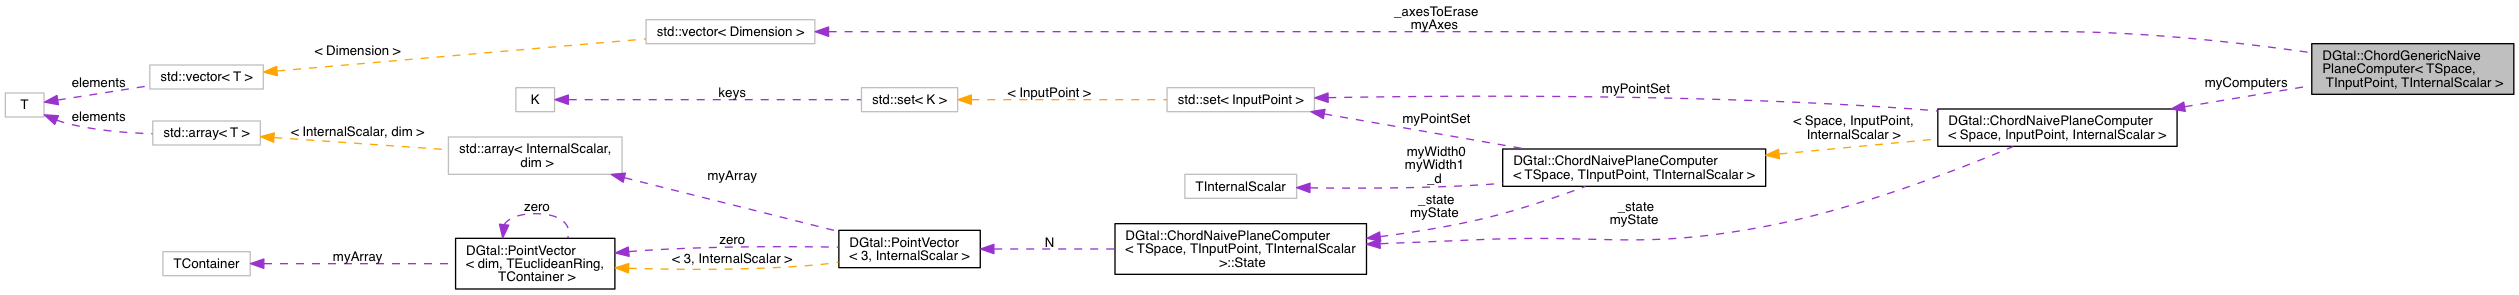 _axesToErase
myAxes
std::vector< Dimension >
< Dimension >
DGtal::ChordGenericNaive
PlaneComputer< TSpace,
TInputPoint, TInternalScalar >
std::vector< T >
elements
myComputers
T
K
keys
std::set< K >
< InputPoint >
std::set< InputPoint >
myPointSet
elements
std::array< T >
< InternalScalar, dim >
myPointSet
< Space, InputPoint,
InternalScalar >
DGtal::ChordNaivePlaneComputer
< Space, InputPoint, InternalScalar >
std::array< InternalScalar,
dim >
myWidth0
myWidth1
_d
DGtal::ChordNaivePlaneComputer
< TSpace, TInputPoint, TInternalScalar >
myArray
TInternalScalar
zero
_state
myState
_state
myState
DGtal::PointVector
< dim, TEuclideanRing,
TContainer >
zero
DGtal::PointVector
< 3, InternalScalar >
N
DGtal::ChordNaivePlaneComputer
< TSpace, TInputPoint, TInternalScalar
>::State
TContainer
myArray
< 3, InternalScalar >